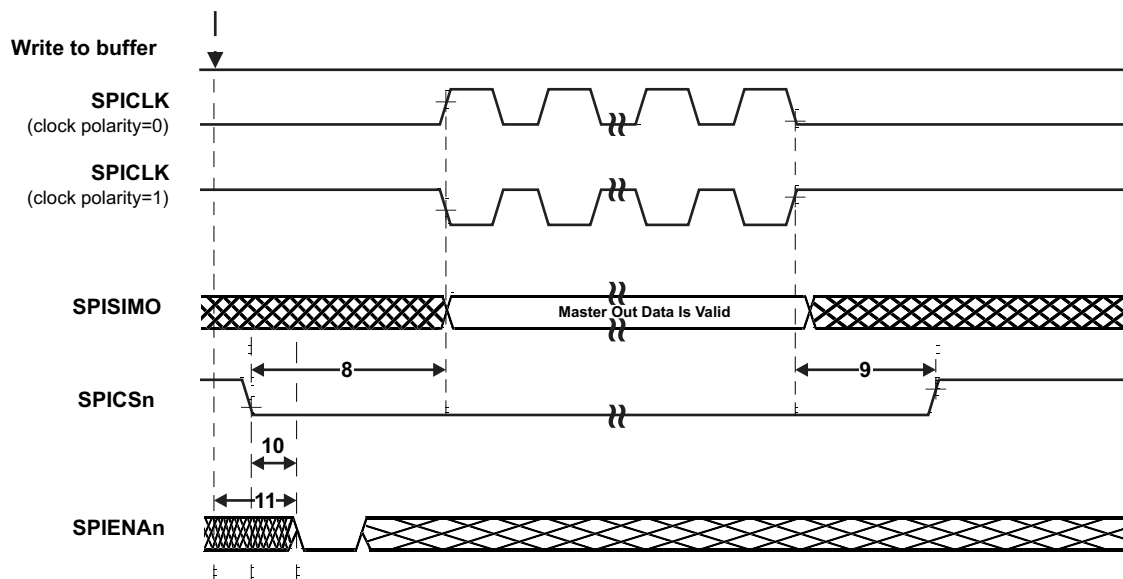 Write to buffer
SPICLK
(clock polarity=0)
SPICLK
(clock polarity=1)
SPISIMO
Master Out Data Is Valid
8
9
SPICSn
10
11
SPIENAn